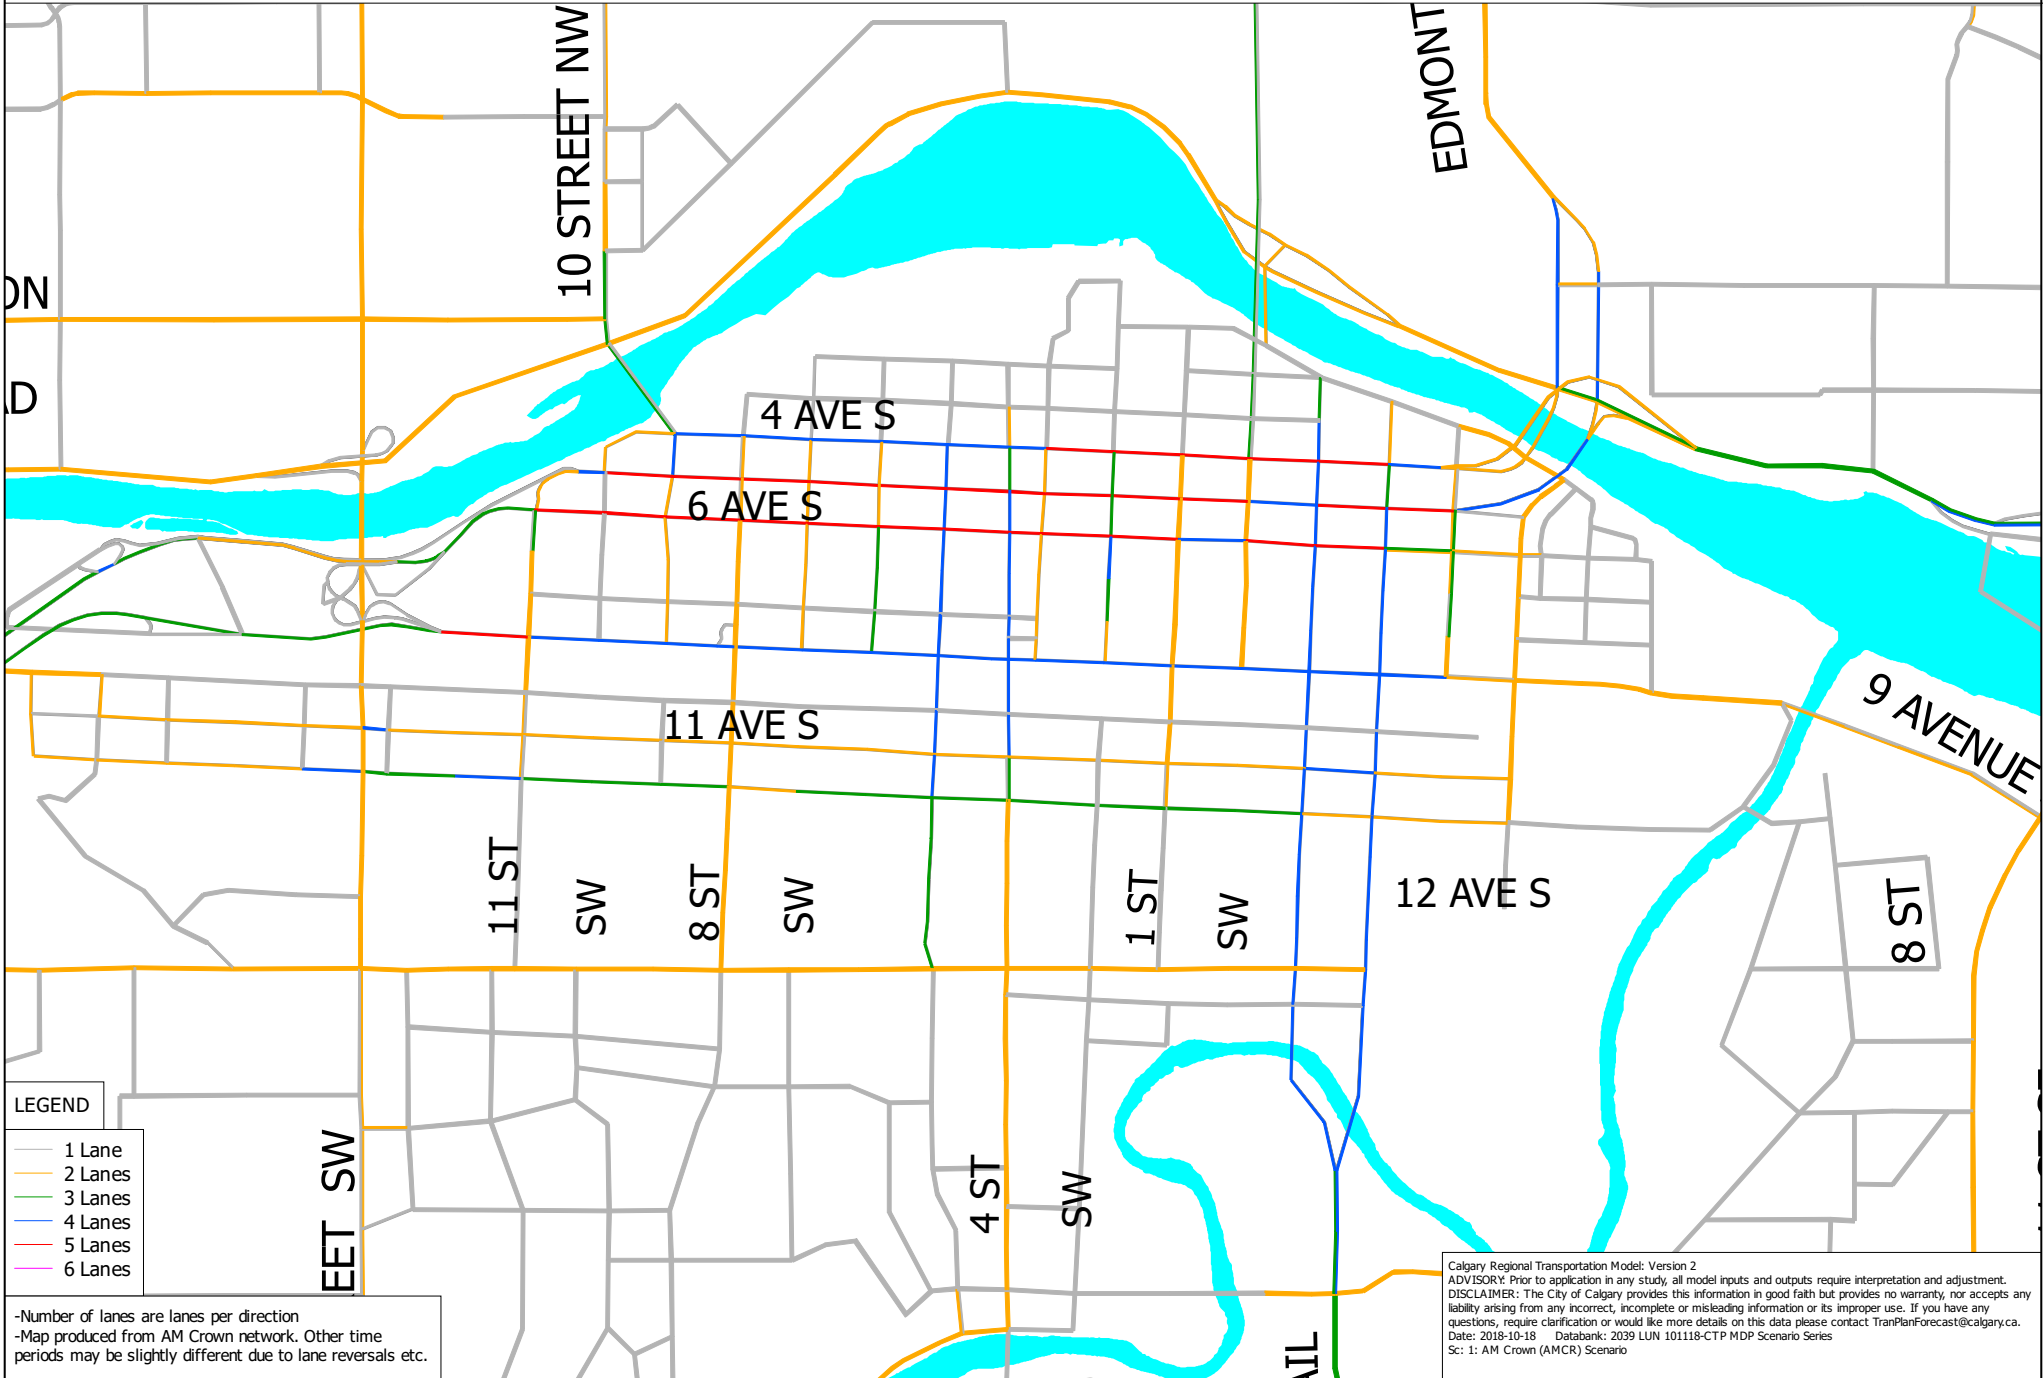 10 STREET NW
EDMONT
ON
AD
4 AVE S
6 AVE S
9 AVENUE
11 AVE S
11 ST
SW
8 ST
SW
1 ST
SW
12 AVE S
8 ST
4 ST
SW
EET SW
AIL
LEGEND
1 Lane
2 Lanes
3 Lanes
4 Lanes
5 Lanes
6 Lanes
-Number of lanes are lanes per direction
-Map produced from AM Crown network. Other time
periods may be slightly different due to lane reversals etc.
Calgary Regional Transportation Model: Version 2
ADVISORY: Prior to application in any study, all model inputs and outputs require interpretation and adjustment.
DISCLAIMER: The City of Calgary provides this information in good faith but provides no warranty, nor accepts any
liability arising from any incorrect, incomplete or misleading information or its improper use. If you have any
questions, require clarification or would like more details on this data please contact TranPlanForecast@calgary.ca.
Date: 2018-10-18 Databank: 2039 LUN 101118-CTP MDP Scenario Series
Sc: 1: AM Crown (AMCR) Scenario